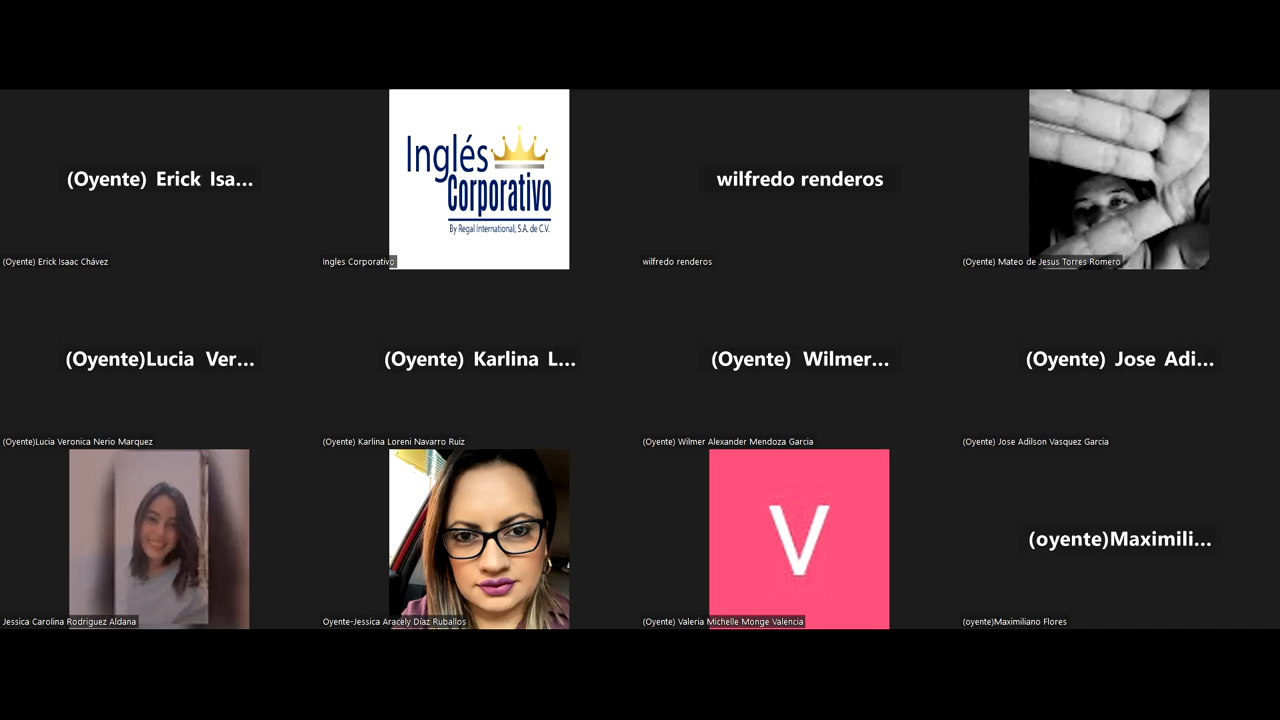 (Oyente) Erick Isa...
(Oyente) Erick Isaac Chávez
Inglés
Corporativo
By Regal International, S.A. de C.V.
Ingles Corporativo
wilfredo renderos
wilfredo renderos
(Oyente) Mateo de Jesus Torres Romero
(Oyente)Lucia Ver...
(Oyente)Lucia Veronica Nerio Marquez
(Oyente) Karlina L...
(Oyente) Karlina Loreni Navarro Ruiz
(Oyente) Wilmer...
(Oyente) Wilmer Alexander Mendoza Garcia
(Oyente) Jose Adi...
(Oyente) Jose Adilson Vasquez Garcia
Jessica Carolina Rodriguez Aldana
Oyente-Jessica Aracely Díaz Ruballos
V
(Oyente) Valeria Michelle Monge Valencia
(oyente)Maximili...
(oyente)Maximiliano Flores